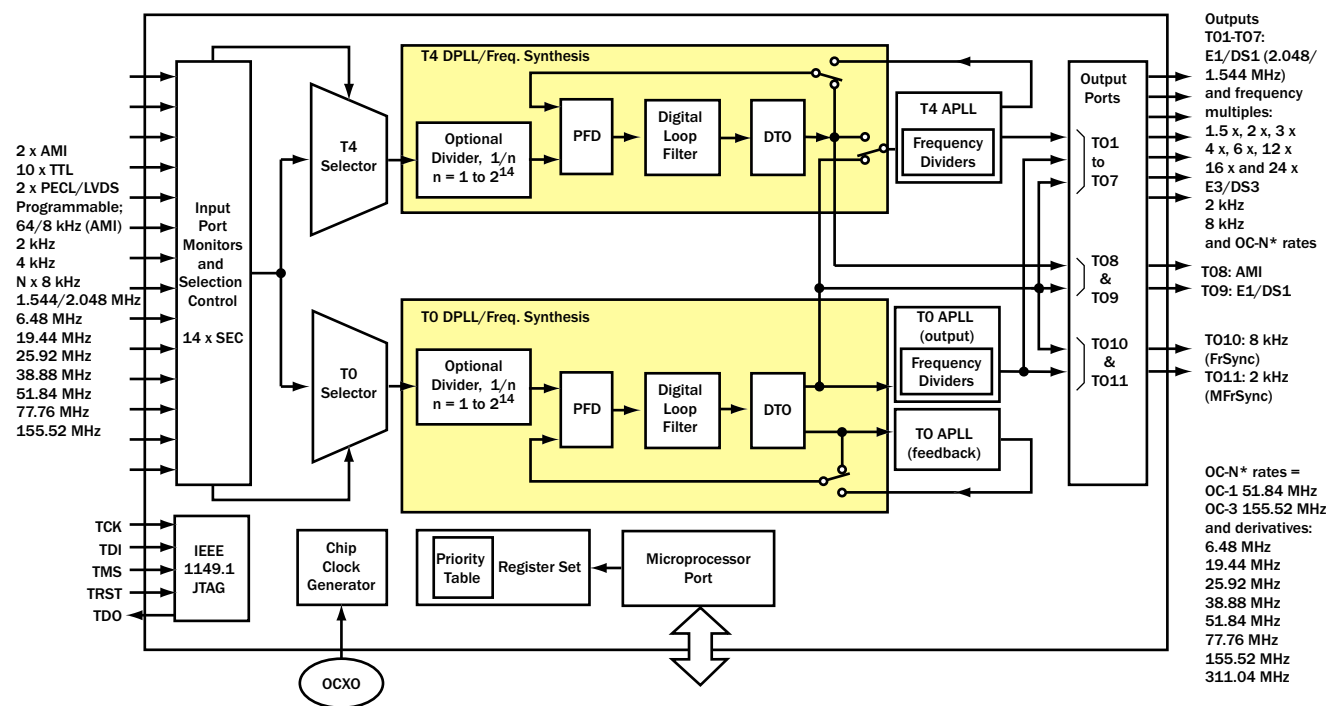 2 x AMI
10 x TTL
2 x PECL/LVDS
Programmable;
64/8 kHz (AMI)
2 kHz
4 kHz
N x 8 kHz
1.544/2.048 MHz
6.48 MHz
19.44 MHz
25.92 MHz
38.88 MHz
51.84 MHz
77.76 MHz
155.52 MHz
Input
Port
Monitors
and
Selection
Control
14 x SEC
T4
Selector
T4 DPLL/Freq. Synthesis
Optional
Divider, 1/n
n = 1 to 2^14
PFD
Digital
Loop
Filter
DTO
T4 APLL
Frequency
Dividers
T0
Selector
T0 DPLL/Freq. Synthesis
Optional
Divider, 1/n
n = 1 to 2^14
PFD
Digital
Loop
Filter
DTO
T0 APLL
(output)
Frequency
Dividers
T0 APLL
(feedback)
Output
Ports
T01
to
T07
T08
&
T09
T010
&
T011
Outputs
T01-T07:
E1/DS1 (2.048/
1.544 MHz)
and frequency
multiples:
1.5 x, 2 x, 3 x
4 x, 6 x, 12 x
16 x and 24 x
E3/DS3
2 kHz
8 kHz
and OC-N* rates
T08: AMI
T09: E1/DS1
T010: 8 kHz
(FrSync)
T011: 2 kHz
(MFrSync)
OC-N* rates =
OC-1 51.84 MHz
OC-3 155.52 MHz
and derivatives:
6.48 MHz
19.44 MHz
25.92 MHz
38.88 MHz
51.84 MHz
77.76 MHz
155.52 MHz
311.04 MHz
TCK
TDI
TMS
TRST
TDO
IEEE
1149.1
JTAG
Chip
Clock
Generator
OCXO
Priority
Table
Register Set
Microprocessor
Port